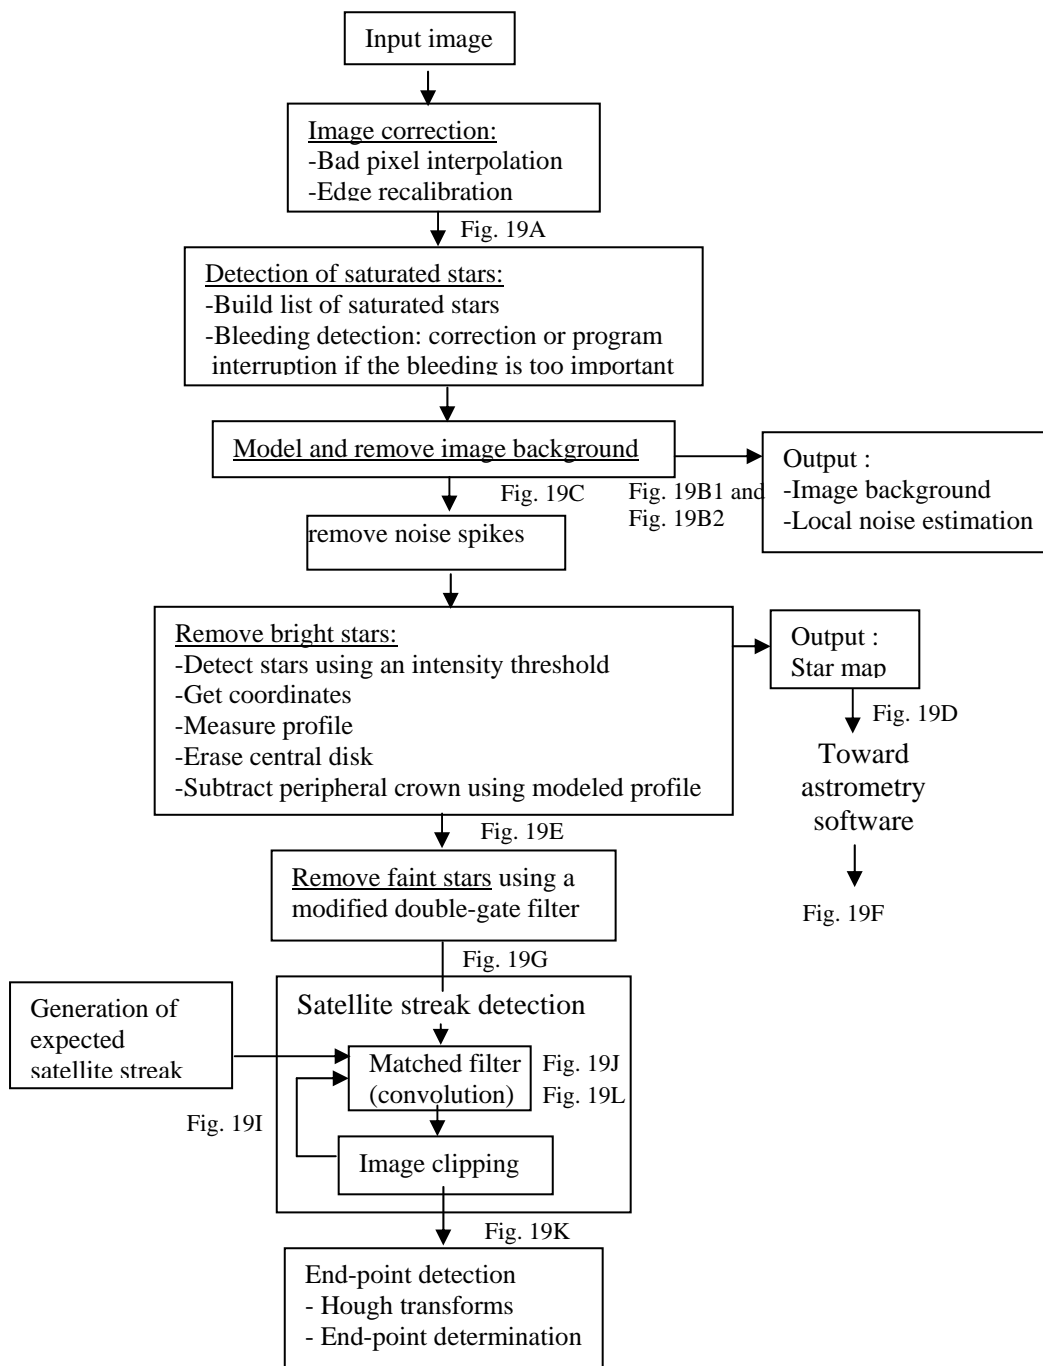 Input image
Image correction:
-Bad pixel interpolation
-Edge recalibration
Fig. 19A
Detection of saturated stars:
-Build list of saturated stars
-Bleeding detection: correction or program
interruption if the bleeding is too important
Model and remove image background
Fig. 19C
Fig. 19B1 and
Fig. 19B2
Output :
-Image background
-Local noise estimation
remove noise spikes
Remove bright stars:
-Detect stars using an intensity threshold
-Get coordinates
-Measure profile
-Erase central disk
-Subtract peripheral crown using modeled profile
Output :
Star map
Fig. 19D
Toward
astrometry
software
Fig. 19F
Fig. 19E
Remove faint stars using a
modified double-gate filter
Fig. 19G
Satellite streak detection
Generation of
expected
satellite streak
Matched filter
(convolution)
Fig. 19J
Fig. 19L
Fig. 19I
Image clipping
Fig. 19K
End-point detection
- Hough transforms
- End-point determination